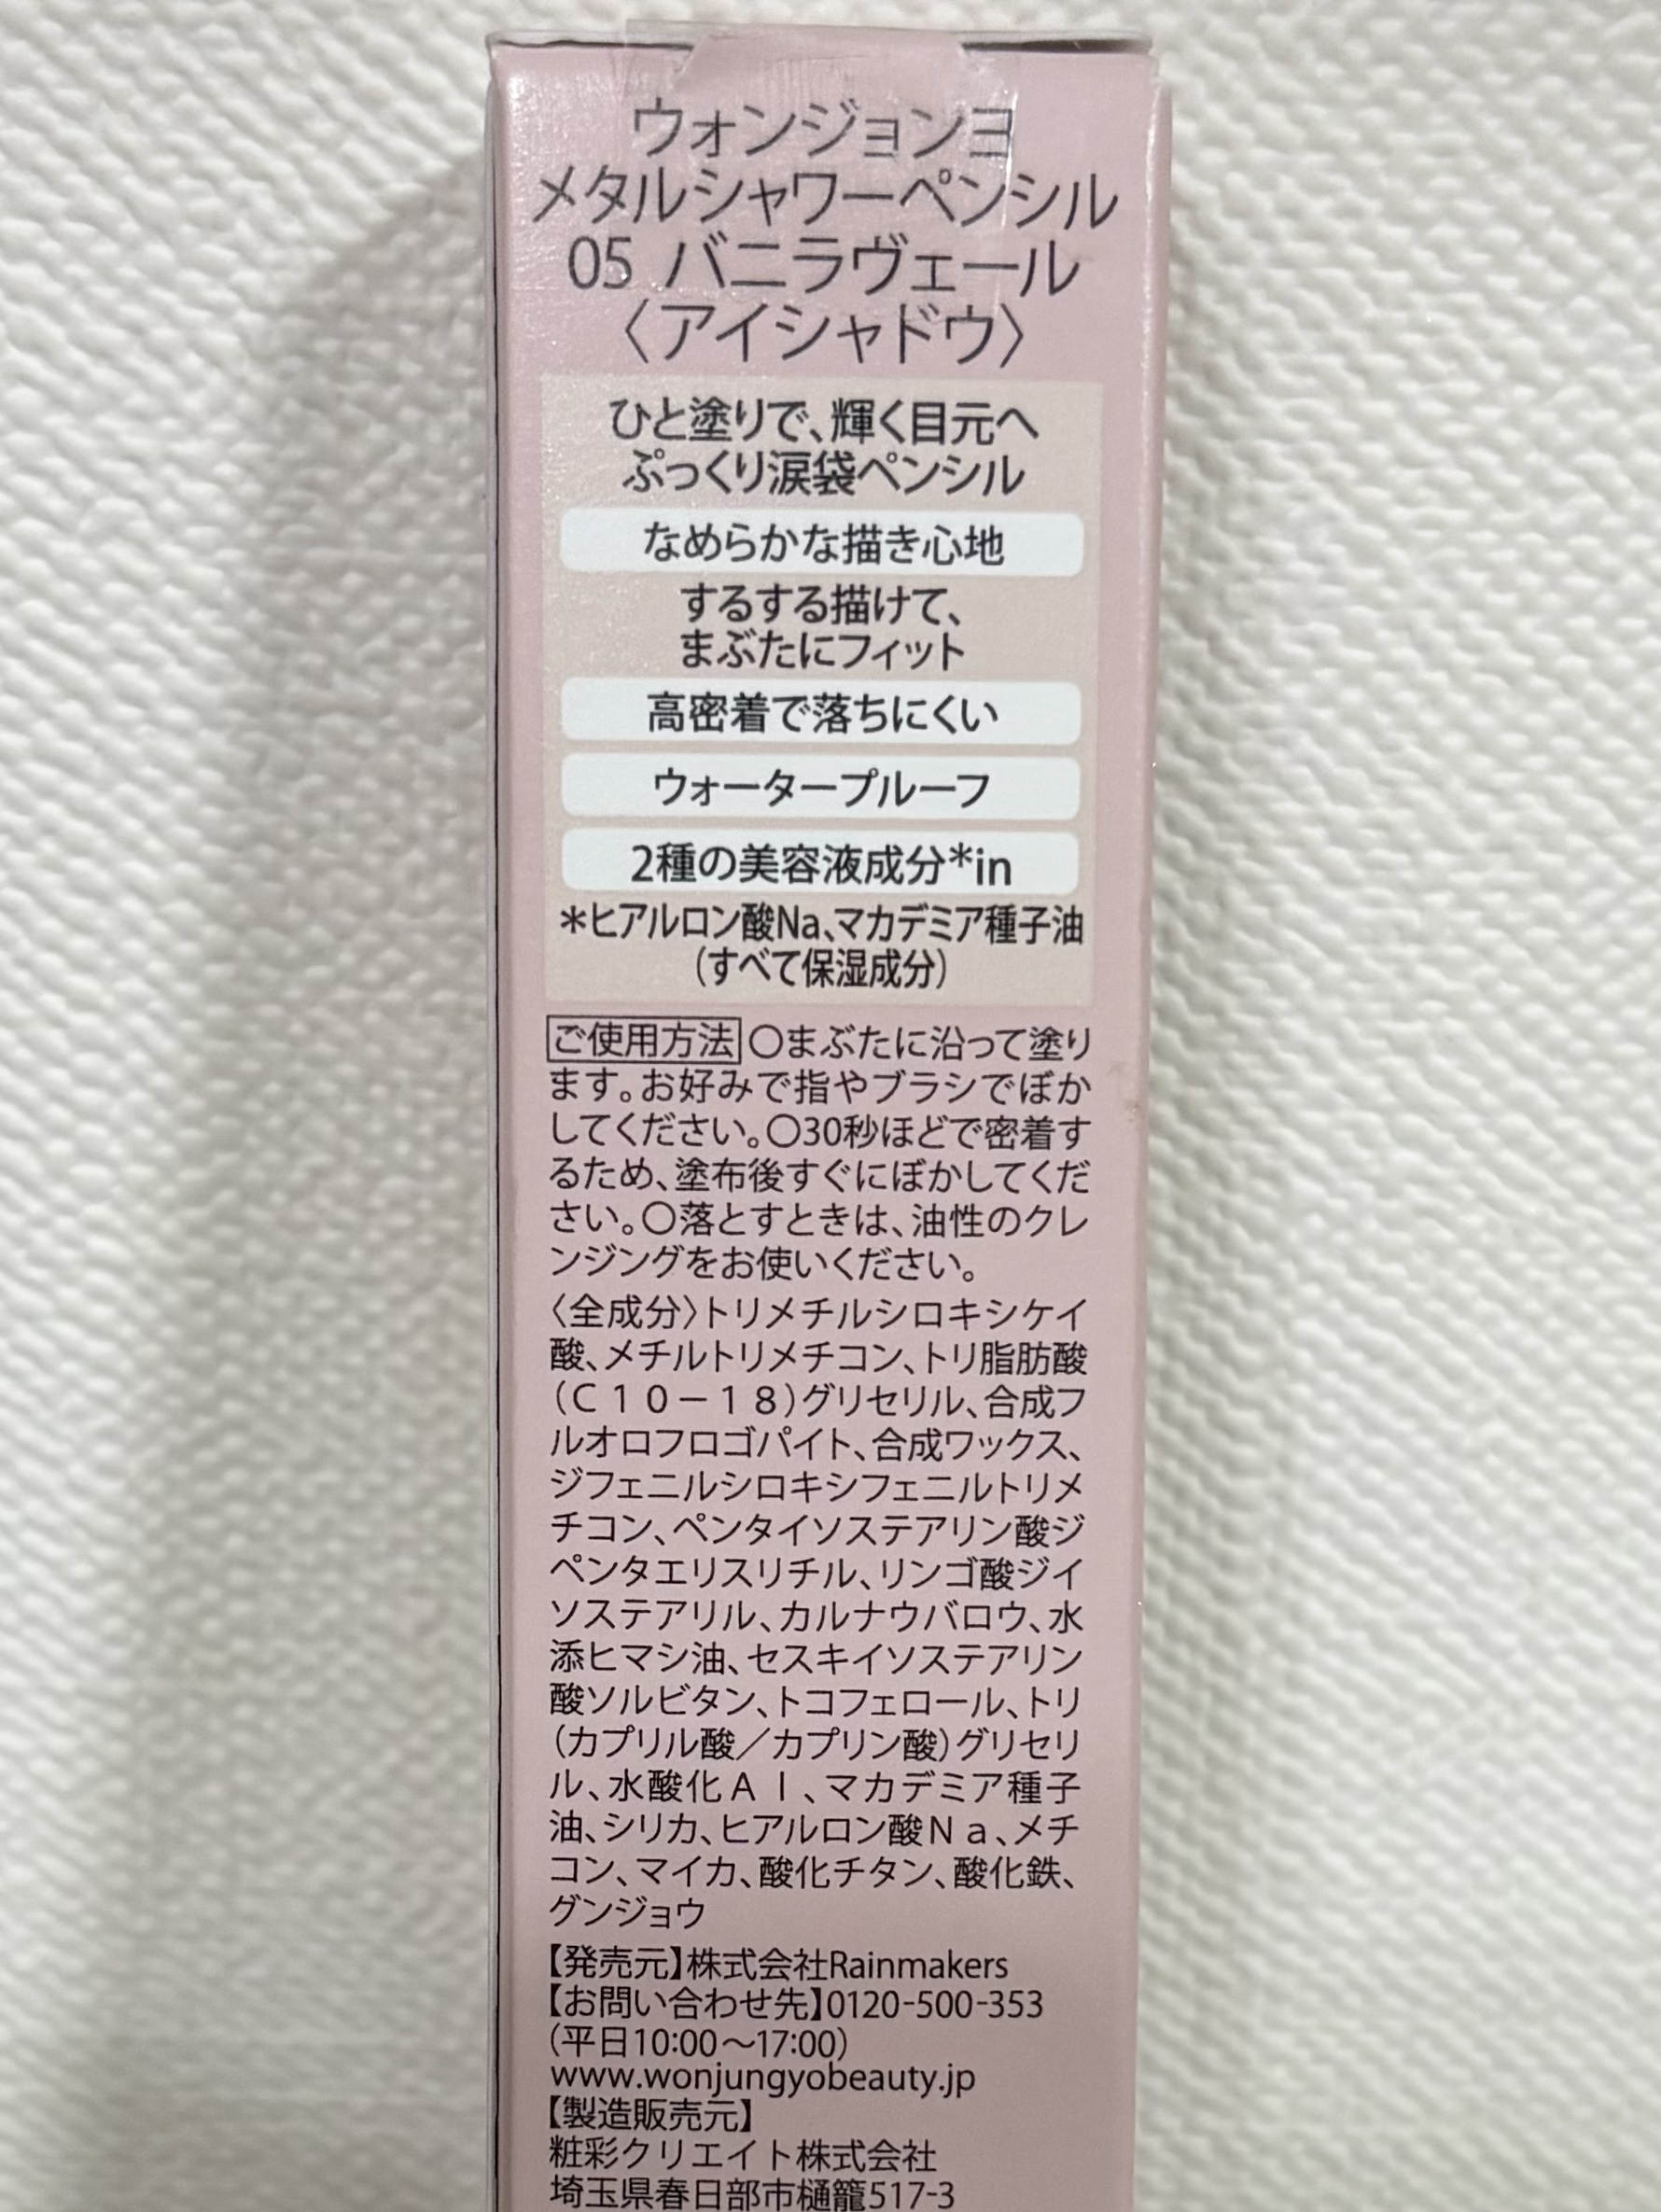 ウォンジョンヨ
メタルシャワーペンシル
05 バニラヴェール
〈アイシャドウ〉
ひと塗りで、輝く目元へ
ぷっくり涙袋ペンシル
なめらかな描き心地
するする描けて、
まぶたにフィット
高密着で落ちにくい
ウォータープルーフ
2種の美容液成分*in
*ヒアルロン酸Na、マカデミア種子油
(すべて保湿成分)
ご使用方法 〇まぶたに沿って塗り
ます。お好みで指やブラシでぼか
してください。〇30秒ほどで密着す
るため、塗布後すぐにぼかしてくだ
さい。〇落とすときは、油性のクレ
ンジングをお使いください。
〈全成分〉トリメチルシロキシケイ
酸、メチルトリメチコン、トリ脂肪酸
(C10-18)グリセリル、合成フ
ルオロフロゴパイト、合成ワックス、
ジフェニルシロキシフェニルトリメ
チコン、ペンタイソステアリン酸ジ
ペンタエリスリチル、リンゴ酸ジイ
ソステアリル、カルナウバロウ、水
添ヒマシ油、セスキイソステアリン
酸ソルビタン、トコフェロール、トリ
(カプリル酸/カプリン酸)グリセリ
ル、水酸化Al、マカデミア種子
油、シリカ、ヒアルロン酸Na、メチ
コン、マイカ、酸化チタン、酸化鉄、
グンジョウ
【発売元】株式会社Rainmakers
【お問い合わせ先】0120-500-353
(平日10:00～17:00)
www.wonjungyobeauty.jp
【製造販売元】
粧彩クリエイト株式会社
埼玉県春日部市樋籠517-3